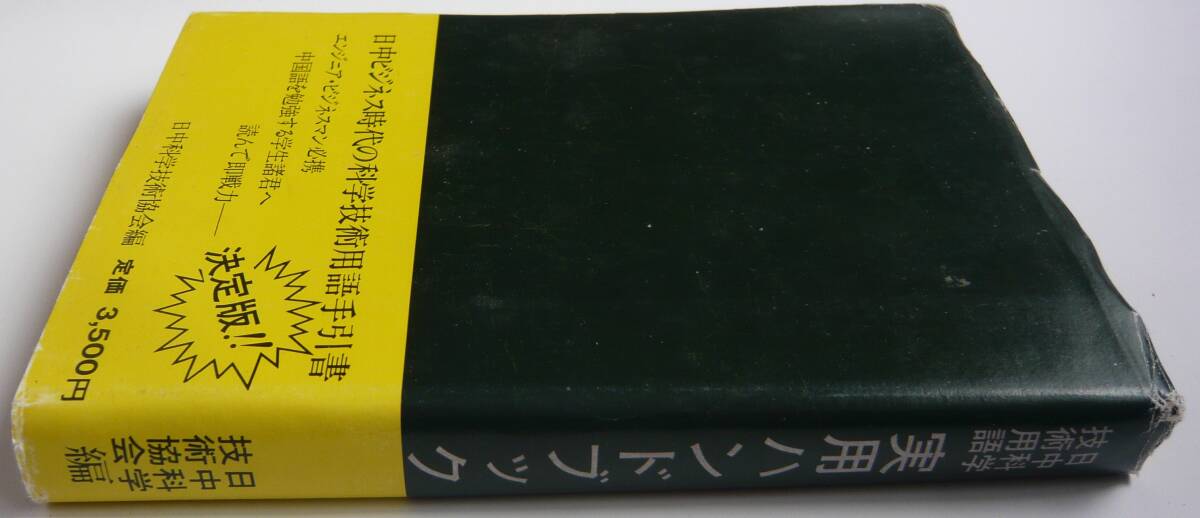 日中ビジネス時代の科学技術用語手引書
エンジニア・ビジネスマン必携
中国語を勉強する学生諸君へ
読んで即戦力――
決定版!!
日中科学技術協会編 定価 3,500円
日中科学
技術用語
実用ハンドブック
日中科学
技術協会
編